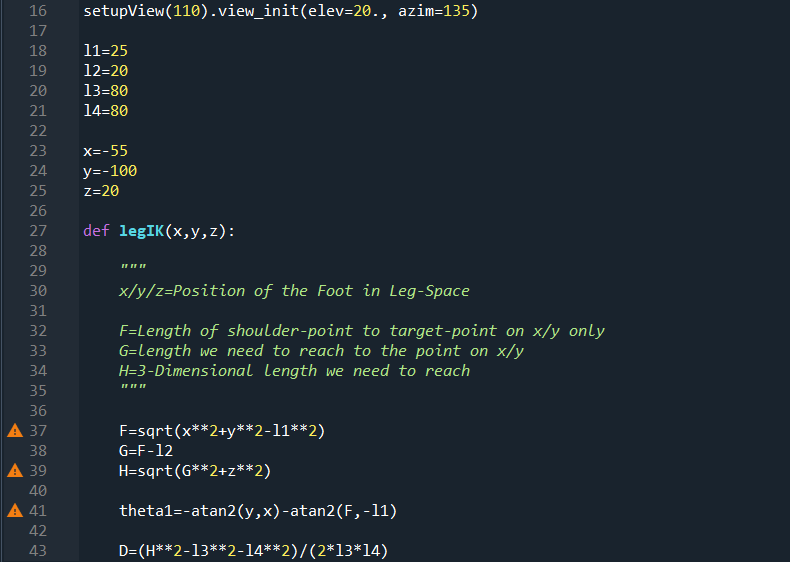 16 setupView(110).view_init(elev=20., azim=135)
17
18 l1=25
19 l2=20
20 l3=80
21 l4=80
22
23 x=-55
24 y=-100
25 z=20
26
27 def legIK(x,y,z):
28
29 """
30 x/y/z=Position of the Foot in Leg-Space
31
32 F=Length of shoulder-point to target-point on x/y only
33 G=length we need to reach to the point on x/y
34 H=3-Dimensional length we need to reach
35 """
36
37 F=sqrt(x**2+y**2-l1**2)
38 G=F-l2
39 H=sqrt(G**2+z**2)
40
41 theta1=-atan2(y,x)-atan2(F,-l1)
42
43 D=(H**2-l3**2-l4**2)/(2*l3*l4)